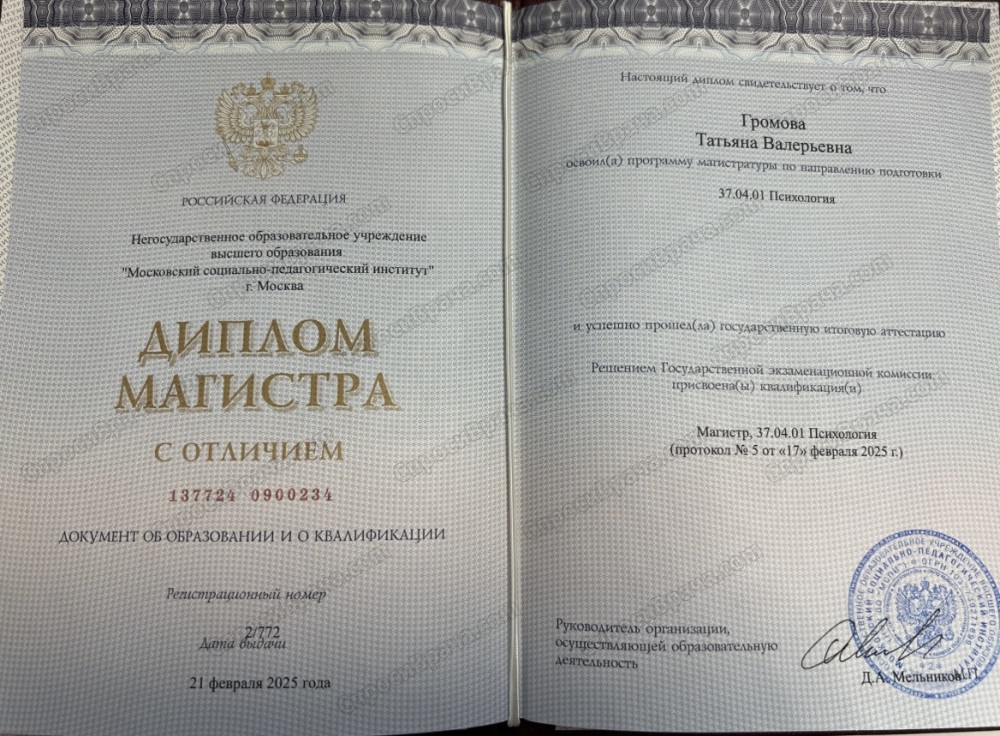 РОССИЙСКАЯ ФЕДЕРАЦИЯ
Негосударственное образовательное учреждение
высшего образования
"Московский социально-педагогический институт"
г. Москва
ДИПЛОМ
МАГИСТРА
С ОТЛИЧИЕМ
137724 0900234
ДОКУМЕНТ ОБ ОБРАЗОВАНИИ И О КВАЛИФИКАЦИИ
Регистрационный номер
2/772
Дата выдачи
21 февраля 2025 года
Настоящий диплом свидетельствует о том, что
Громова
Татьяна Валерьевна
освоил(а) программу магистратуры по направлению подготовки
37.04.01 Психология
и успешно прошел(ла) государственную итоговую аттестацию
Решением Государственной экзаменационной комиссии
присвоена(ы) квалификация(и)
Магистр, 37.04.01 Психология
(протокол № 5 от «17» февраля 2025 г.)
Руководитель организации,
осуществляющей образовательную
деятельность
Д.А. Мельников
СпросиВрача.com